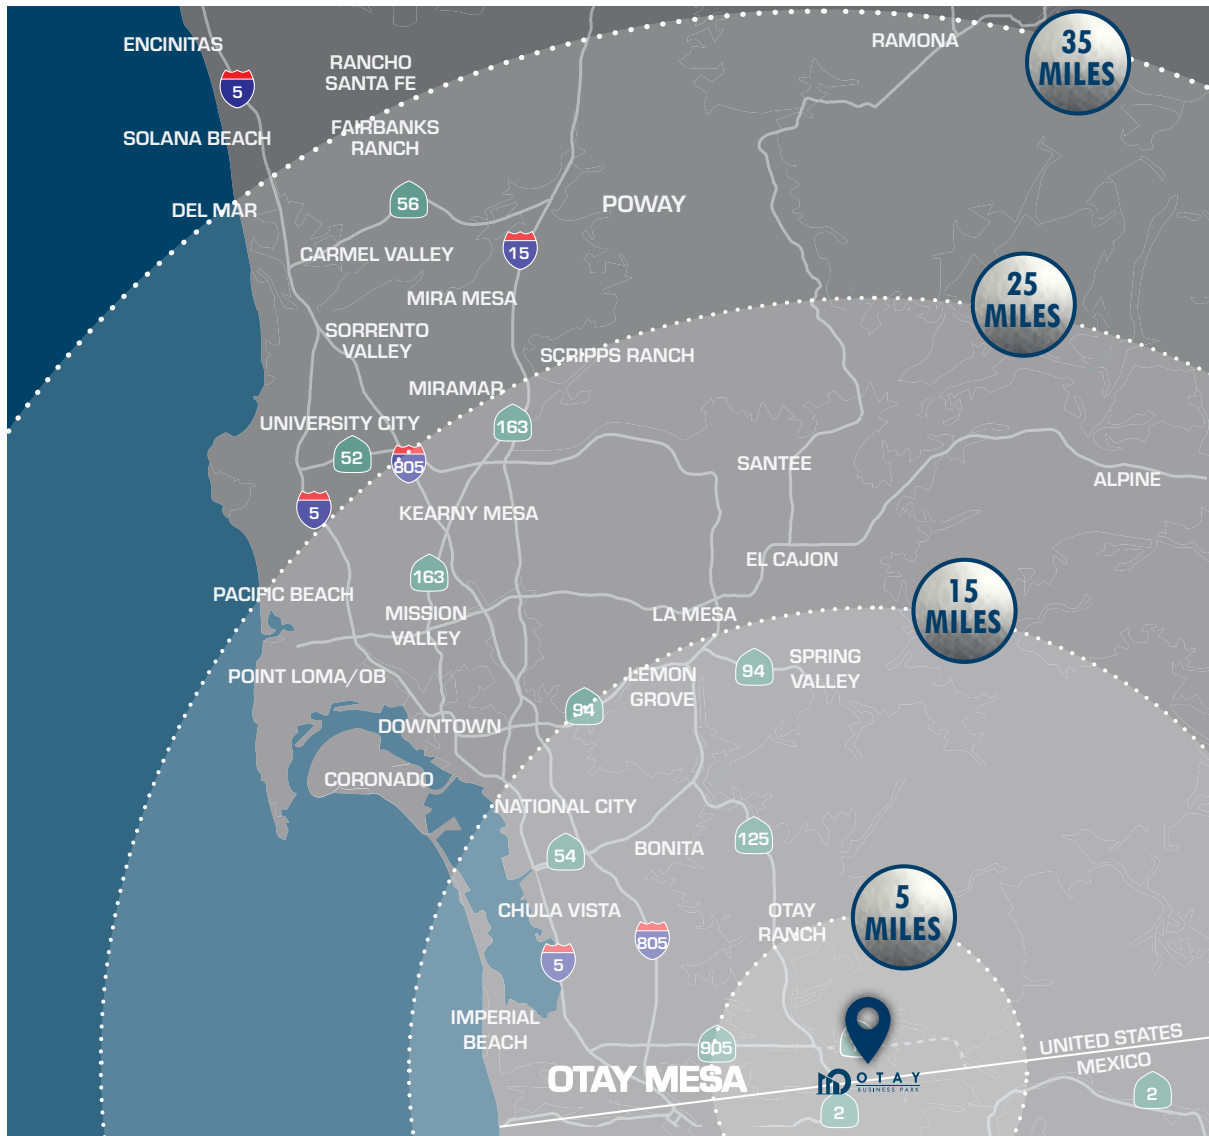 ENCINITAS
RAMONA
35
MILES
RANCHO
SANTA FE
5
FAIRBANKS
RANCH
SOLANA BEACH
56
POWAY
DEL MAR
15
CARMEL VALLEY
25
MILES
MIRA MESA
SORRENTO
VALLEY
SCRIPPS RANCH
MIRAMAR
UNIVERSITY CITY
163
52
805
SANTEE
ALPINE
5
KEARNY MESA
EL CAJON
163
PACIFIC BEACH
15
MILES
MISSION
VALLEY
LA MESA
94
SPRING
VALLEY
POINT LOMA/OB
LEMON
GROVE
94
DOWNTOWN
CORONADO
NATIONAL CITY
125
54
BONITA
5
MILES
CHULA VISTA
OTAY
RANCH
805
5
IMPERIAL
BEACH
905
UNITED STATES
MEXICO
OTAY MESA
OTAY
BUSINESS PARK
2
2